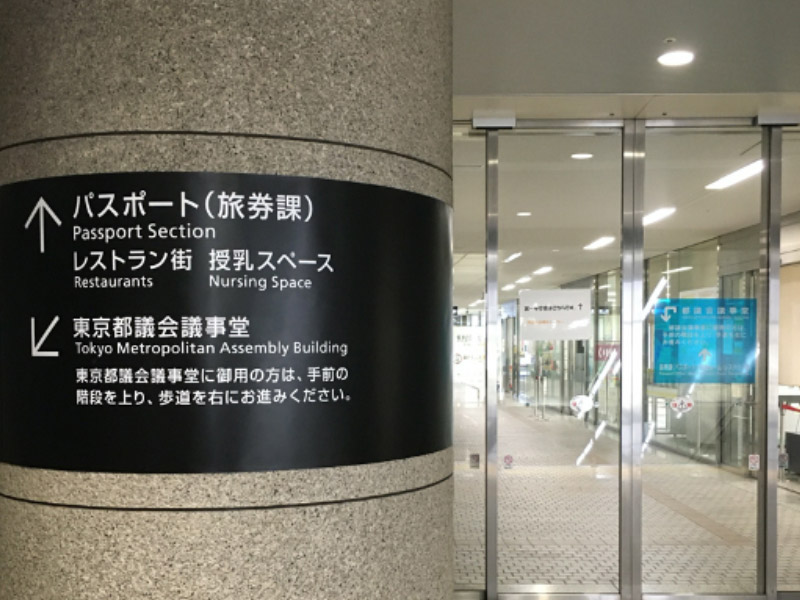 パスポート(旅券課)
Passport Section
レストラン街 授乳スペース
Restaurants Nursing Space
東京都議会議事堂
Tokyo Metropolitan Assembly Building
東京都議会議事堂に御用の方は、手前の
階段を上り、歩道を右にお進みください。
都議会議事堂